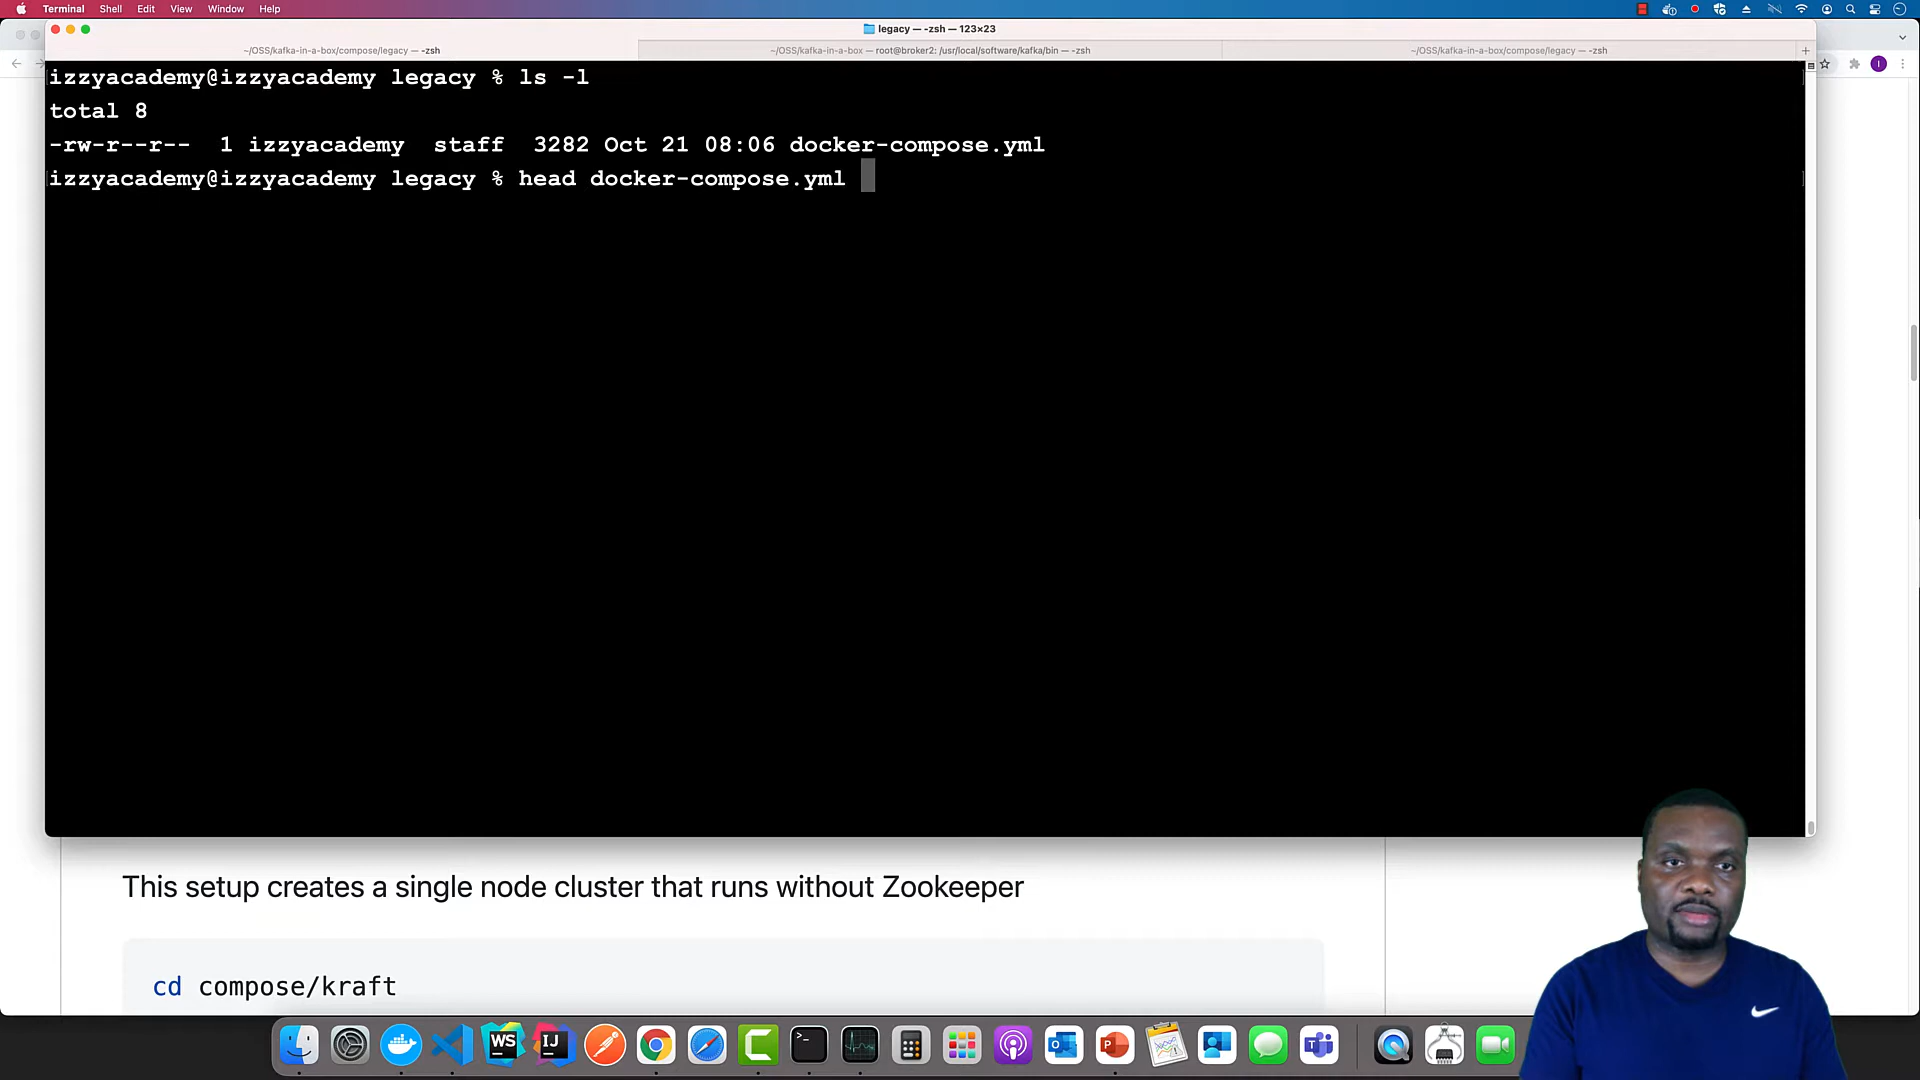 Terminal Shell Edit View Window Help
legacy — -zsh — 123×23
~/OSS/kafka-in-a-box/compose/legacy — -zsh
~/OSS/kafka-in-a-box — root@broker2: /usr/local/software/kafka/bin — -zsh
~/OSS/kafka-in-a-box/compose/legacy — -zsh
izzyacademy@izzyacademy legacy % ls -l
total 8
-rw-r--r-- 1 izzyacademy staff 3282 Oct 21 08:06 docker-compose.yml
izzyacademy@izzyacademy legacy % head docker-compose.yml
This setup creates a single node cluster that runs without Zookeeper
cd compose/kraft
WS
IJ